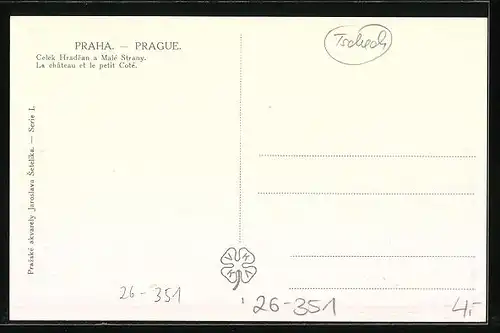 PRAHA. — PRAGUE.
Celek Hradčan a Malé Strany.
La château et le petit Coté.
Tschech
Pražské akvarely Jaroslava Šetelíka. — Serie I.
26-351
26-351
4,-